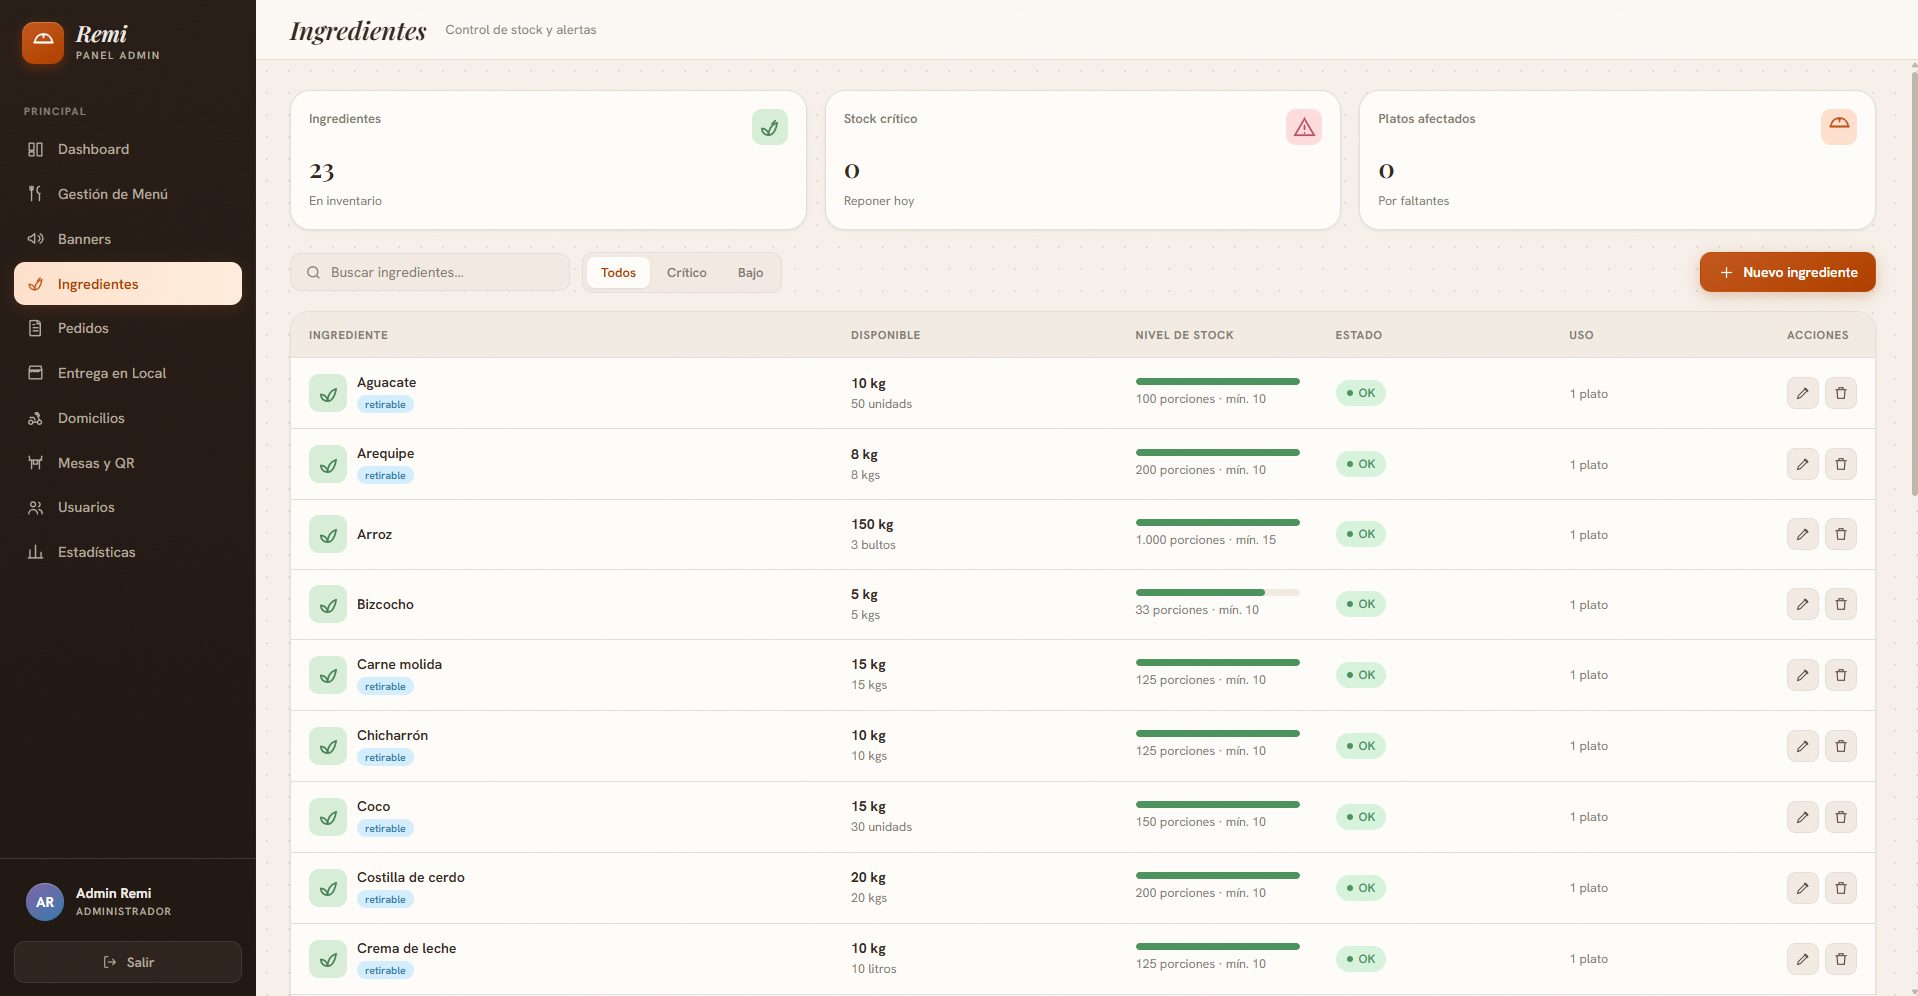 Remi
PANEL ADMIN
PRINCIPAL
Dashboard
Gestión de Menú
Banners
Ingredientes
Pedidos
Entrega en Local
Domicilios
Mesas y QR
Usuarios
Estadísticas
AR
Admin Remi
ADMINISTRADOR
Salir
Ingredientes Control de stock y alertas
Ingredientes
23
En inventario
Stock crítico
0
Reponer hoy
Platos afectados
0
Por faltantes
Buscar ingredientes...
Todos Crítico Bajo
+ Nuevo ingrediente
INGREDIENTE DISPONIBLE NIVEL DE STOCK ESTADO USO ACCIONES
Aguacate
retirable
10 kg
50 unidads
100 porciones · mín. 10
OK
1 plato
Arequipe
retirable
8 kg
8 kgs
200 porciones · mín. 10
OK
1 plato
Arroz
150 kg
3 bultos
1.000 porciones · mín. 15
OK
1 plato
Bizcocho
5 kg
5 kgs
33 porciones · mín. 10
OK
1 plato
Carne molida
retirable
15 kg
15 kgs
125 porciones · mín. 10
OK
1 plato
Chicharrón
retirable
10 kg
10 kgs
125 porciones · mín. 10
OK
1 plato
Coco
retirable
15 kg
30 unidads
150 porciones · mín. 10
OK
1 plato
Costilla de cerdo
retirable
20 kg
20 kgs
200 porciones · mín. 10
OK
1 plato
Crema de leche
retirable
10 kg
10 litros
125 porciones · mín. 10
OK
1 plato